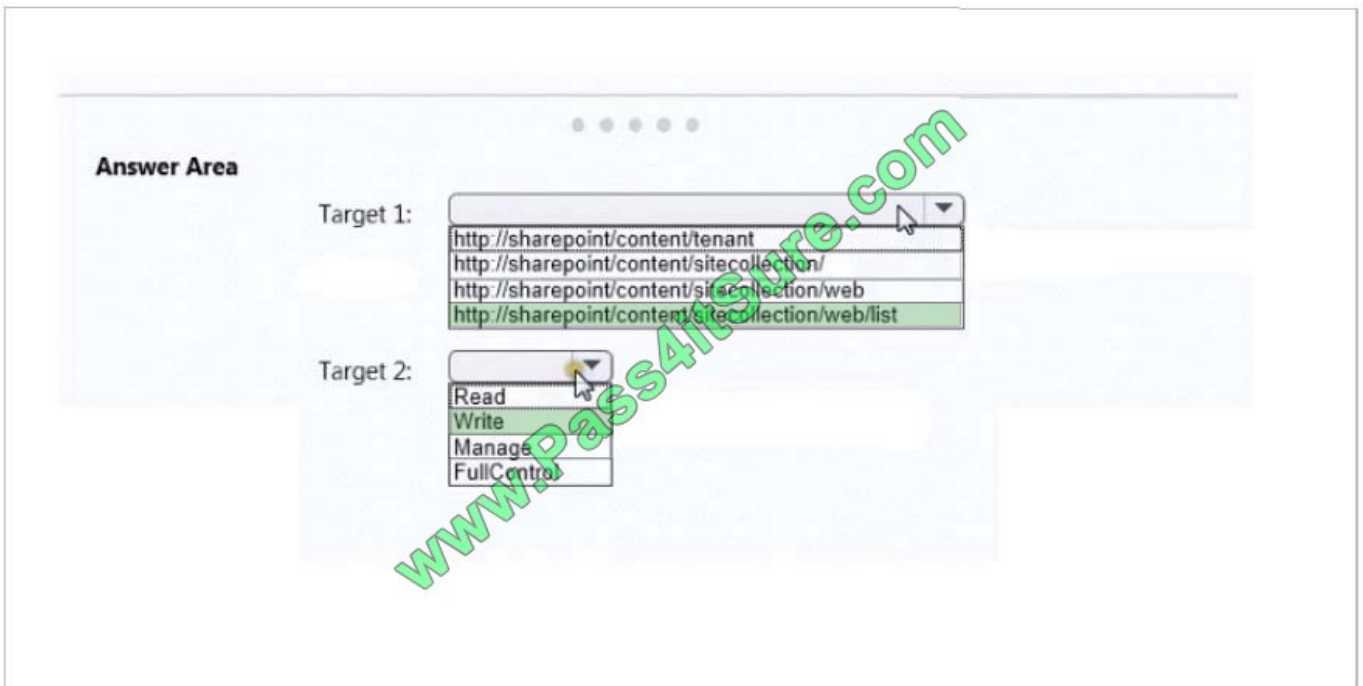 Answer Area
Target 1:
http://sharepoint/content/tenant
http://sharepoint/content/sitecollection/
http://sharepoint/content/sitecollection/web
http://sharepoint/content/sitecollection/web/list
Target 2:
Read
Write
Manage
FullControl
www.Pass4itSure.com